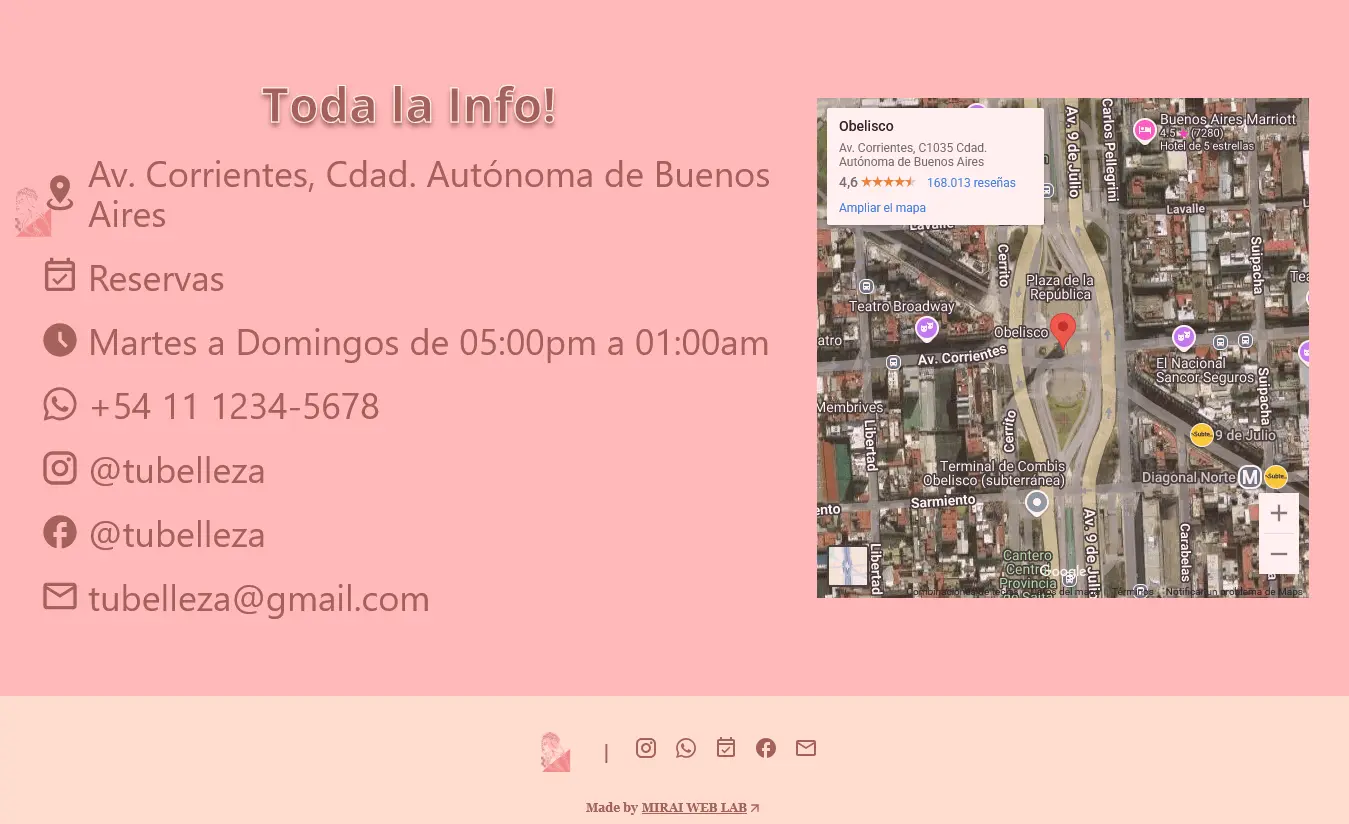 Toda la Info!
Av. Corrientes, Cdad. Autónoma de Buenos
Aires
Reservas
Martes a Domingos de 05:00pm a 01:00am
+54 11 1234-5678
@tubelleza
@tubelleza
tubelleza@gmail.com
Obelisco
Av. Corrientes, C1035 Cdad.
Autónoma de Buenos Aires
4,6 168.013 reseñas
Ampliar el mapa
Av. 9 de Julio
Carlos Pellegrini
Buenos Aires Marriott
4.5 (7280)
Hotel de 5 estrellas
Lavalle
Lavalle
Cerrito
Suipacha
Plaza de la
República
Teatro Broadway
Obelisco
atro
Av. Corrientes
El Nacional
Sancor Seguros
Suipacha
Membrives
Libertad
Cerrito
9 de Julio
Terminal de Combis
Obelisco (subterránea)
Diagonal Norte
M
Subte
Subte
Sarmiento
ento
Av. 9 de Julio
Carabelas
Libertad
Cantero
Central
Provincia
Google
Combinaciones de teclas
Datos del mapa
Términos
Notificar un problema de Maps
+
−
|
Made by MIRAI WEB LAB